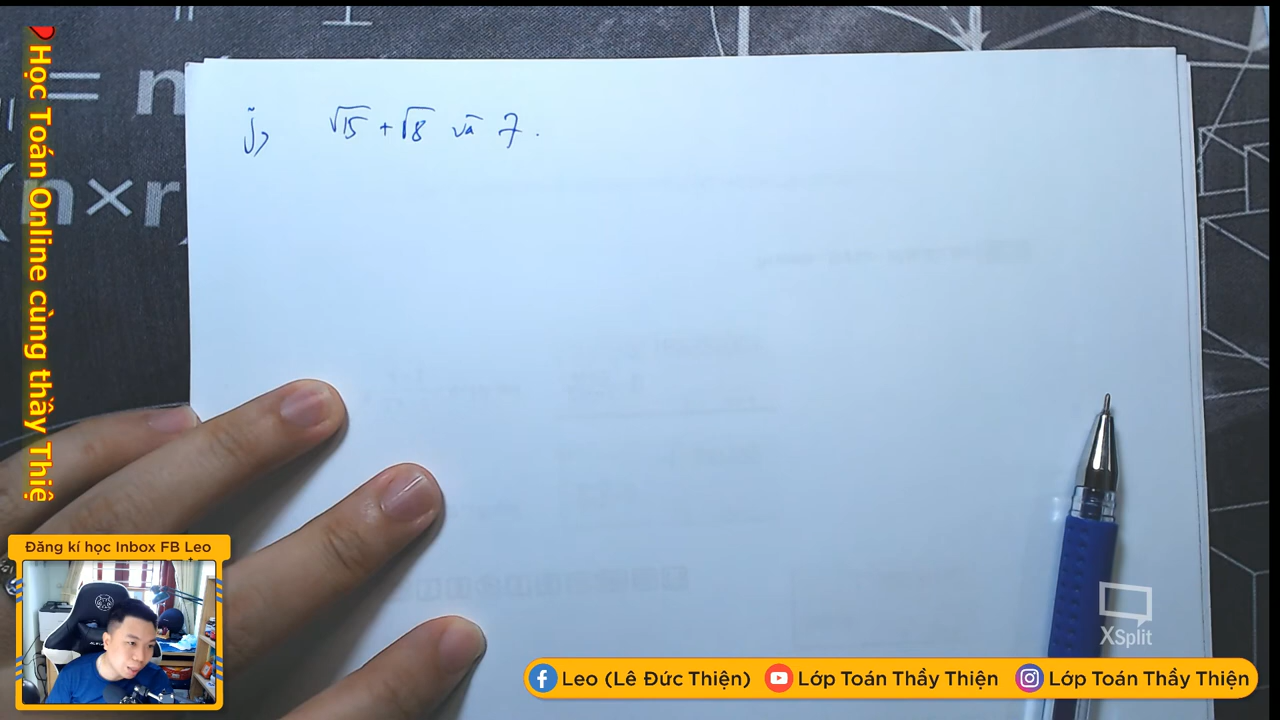 Học Toán Online cùng thầy Thiệ
= n
(n×r
j, √15 + √8 và 7.
Đăng kí học Inbox FB Leo
XSplit
Leo (Lê Đức Thiện)
Lớp Toán Thầy Thiện
Lớp Toán Thầy Thiện